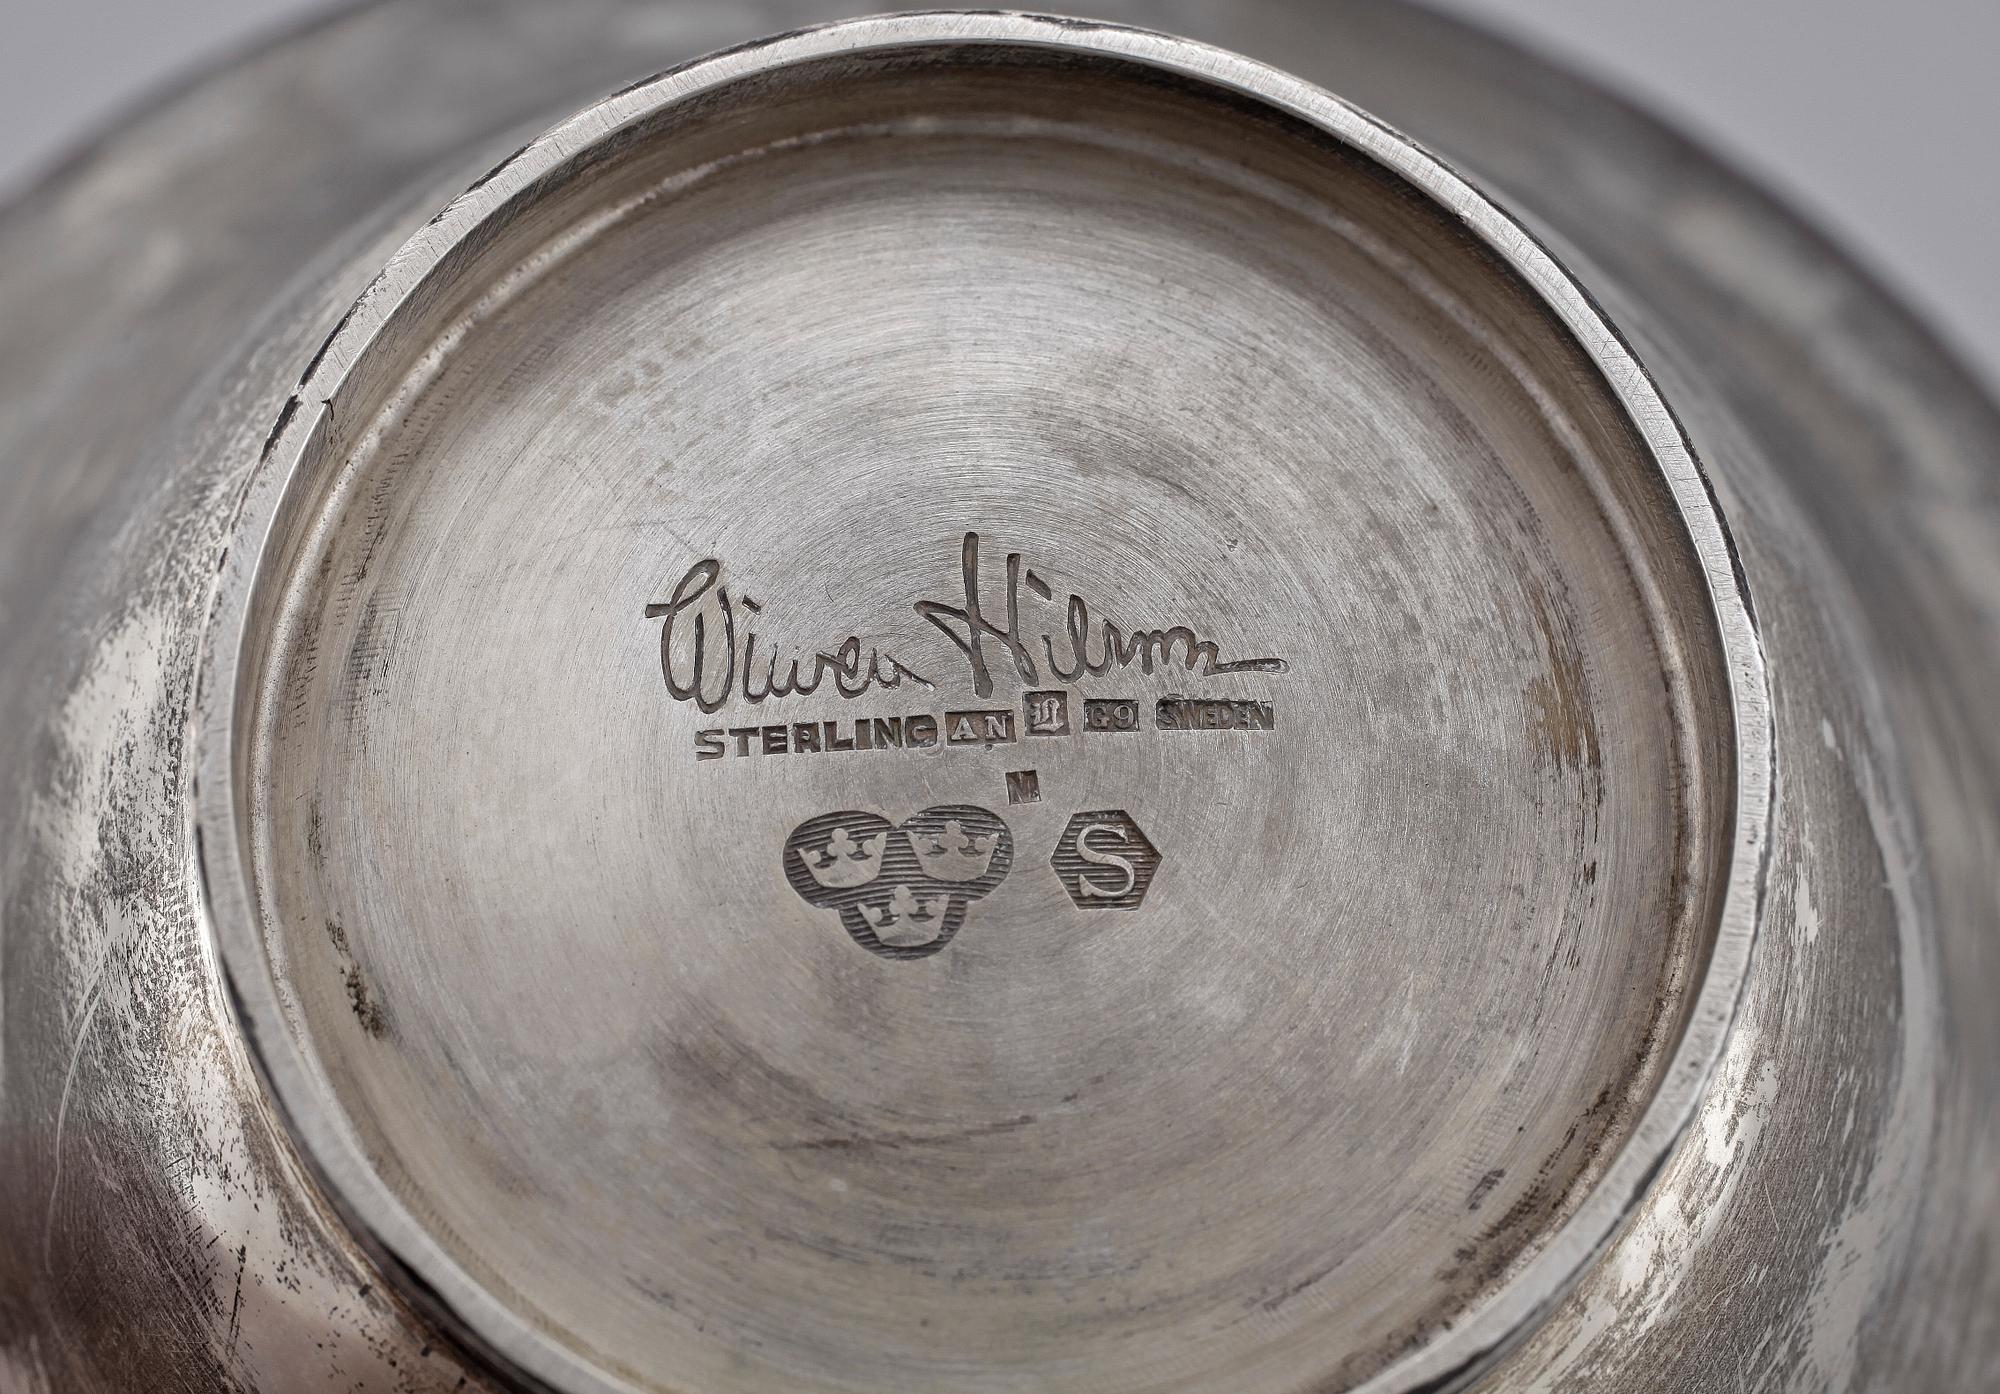 Wiwen Nilsson
STERLING AN G9 SWEDEN
N.
S